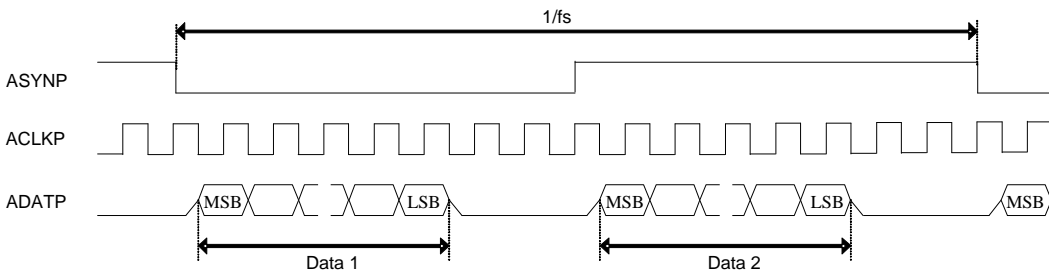 1/fs
ASYNP
ACLKP
ADATP
MSB
LSB
MSB
LSB
MSB
Data 1
Data 2